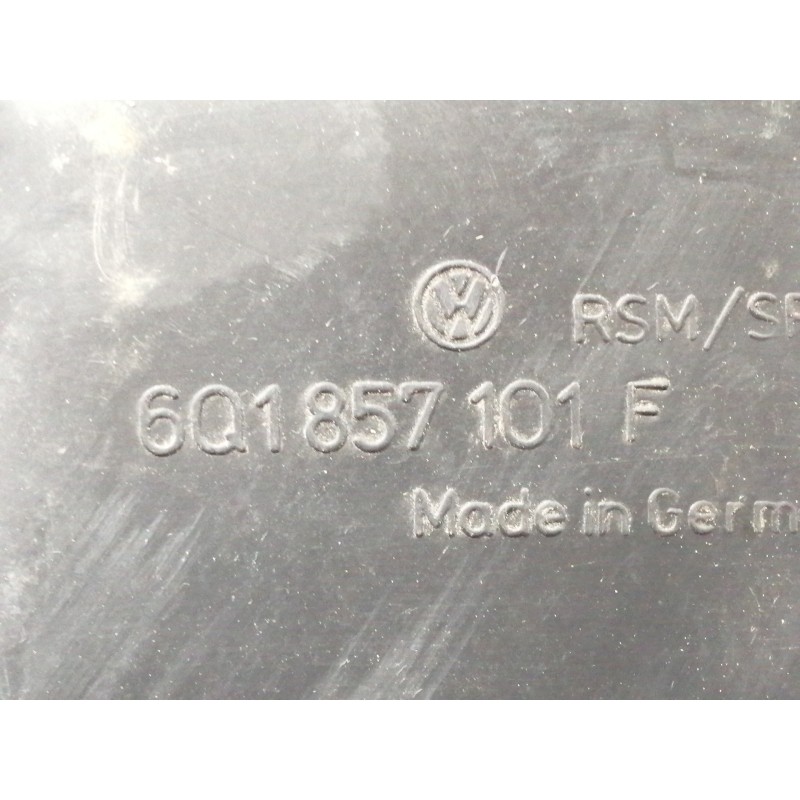 RSM/SP
6Q1 857 101 F
Made in Germ